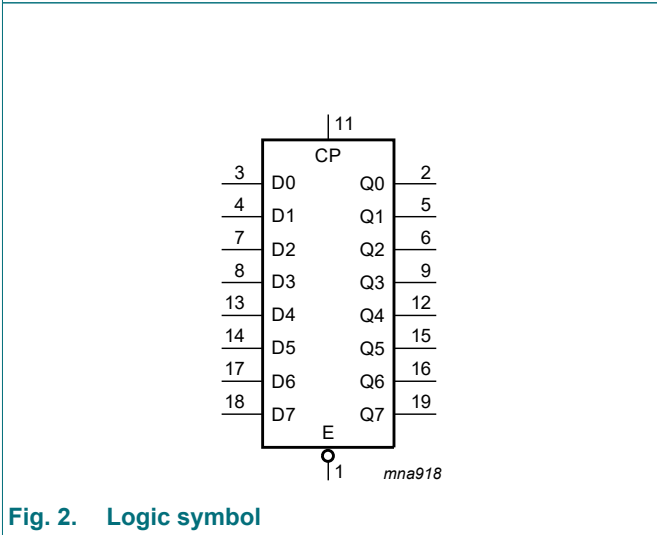 11
CP
3 D0 Q0 2
4 D1 Q1 5
7 D2 Q2 6
8 D3 Q3 9
13 D4 Q4 12
14 D5 Q5 15
17 D6 Q6 16
18 D7 Q7 19
E
1 mna918
Fig. 2. Logic symbol